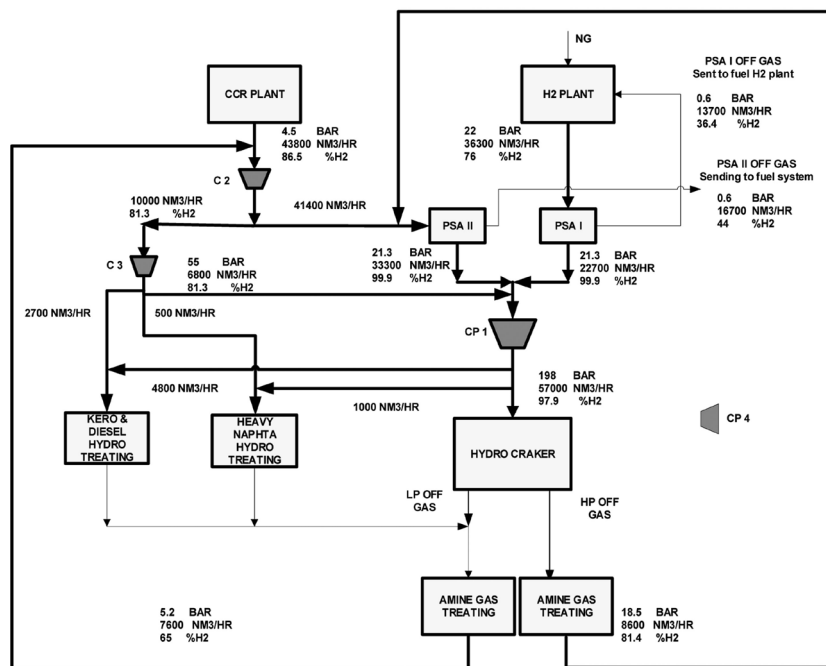 NG
PSA I OFF GAS
Sent to fuel H2 plant
CCR PLANT
H2 PLANT
0.6 BAR
13700 NM3/HR
36.4 %H2
4.5 BAR
43800 NM3/HR
86.5 %H2
22 BAR
36300 NM3/HR
76 %H2
PSA II OFF GAS
Sending to fuel system
C 2
10000 NM3/HR
81.3 %H2
41400 NM3/HR
0.6 BAR
16700 NM3/HR
44 %H2
PSA II
PSA I
C 3
55 BAR
6800 NM3/HR
81.3 %H2
21.3 BAR
33300 NM3/HR
99.9 %H2
21.3 BAR
22700 NM3/HR
99.9 %H2
2700 NM3/HR
500 NM3/HR
CP 1
4800 NM3/HR
1000 NM3/HR
198 BAR
57000 NM3/HR
97.9 %H2
CP 4
KERO &
DIESEL
HYDRO
TREATING
HEAVY
NAPHTA
HYDRO
TREATING
HYDRO CRAKER
LP OFF
GAS
HP OFF
GAS
AMINE GAS
TREATING
AMINE GAS
TREATING
5.2 BAR
7600 NM3/HR
65 %H2
18.5 BAR
8600 NM3/HR
81.4 %H2